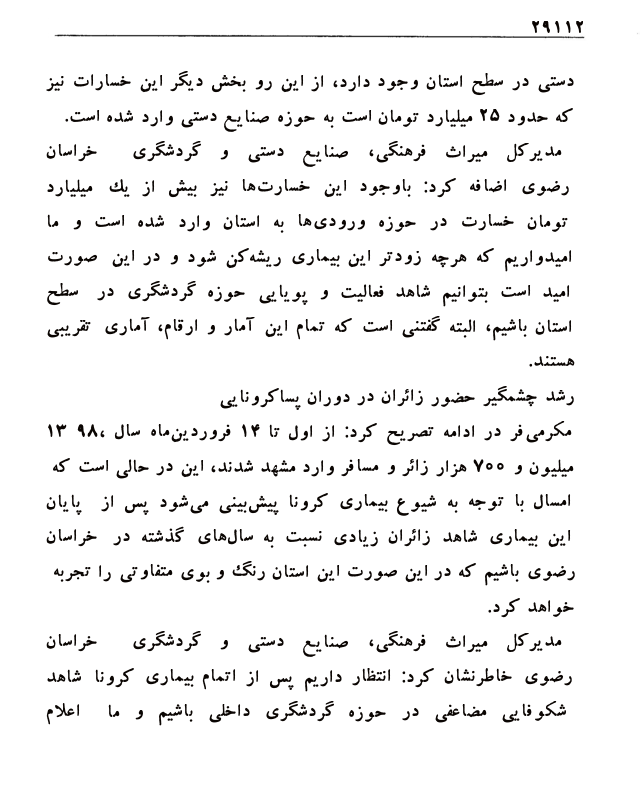 ۲۹۱۱۲
دستی در سطح استان وجود دارد، از این رو بخش دیگر این خسارات نیز
که حدود ۲۵ میلیارد تومان است به حوزه صنایع دستی وارد شده است.
مدیرکل میراث فرهنگی، صنایع دستی و گردشگری خراسان
رضوی اضافه کرد: باوجود این خسارت‌ها نیز بیش از یك میلیارد
تومان خسارت در حوزه ورودی‌ها به استان وارد شده است و ما
امیدواریم که هرچه زودتر این بیماری ریشه‌کن شود و در این صورت
امید است بتوانیم شاهد فعالیت و پویایی حوزه گردشگری در سطح
استان باشیم، البته گفتنی است که تمام این آمار و ارقام، آماری تقریبی
هستند.
رشد چشمگیر حضور زائران در دوران پساکرونایی
مکرمی‌فر در ادامه تصریح کرد: از اول تا ۱۴ فروردین‌ماه سال ،۹۸ ۱۳
میلیون و ۷۰۰ هزار زائر و مسافر وارد مشهد شدند، این در حالی است که
امسال با توجه به شیوع بیماری کرونا پیش‌بینی می‌شود پس از پایان
این بیماری شاهد زائران زیادی نسبت به سال‌های گذشته در خراسان
رضوی باشیم که در این صورت این استان رنگ و بوی متفاوتی را تجربه
خواهد کرد.
مدیرکل میراث فرهنگی، صنایع دستی و گردشگری خراسان
رضوی خاطرنشان کرد: انتظار داریم پس از اتمام بیماری کرونا شاهد
شکوفایی مضاعفی در حوزه گردشگری داخلی باشیم و ما اعلام